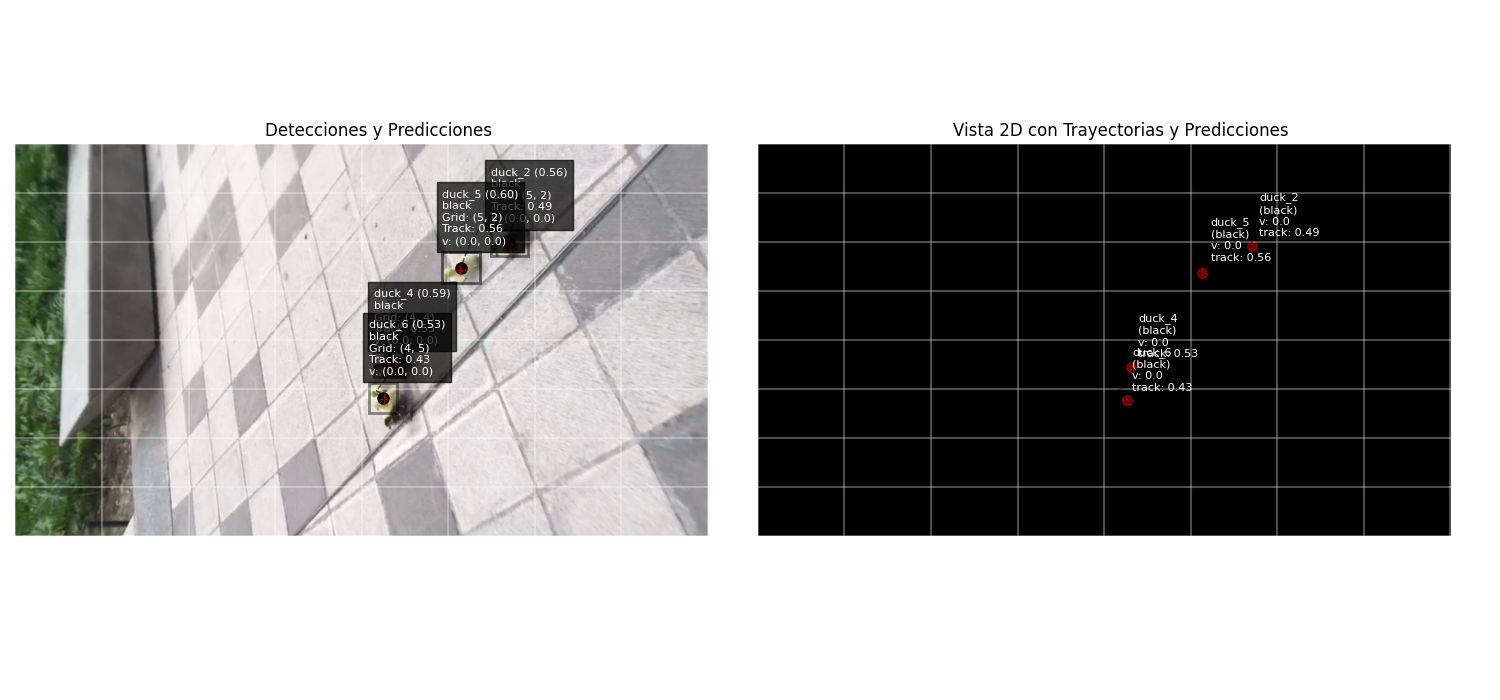 Detecciones y Predicciones
duck_2 (0.56)
black
5, 2)
Track: 0.49
(0.0, 0.0)
duck_5 (0.60)
black
Grid: (5, 2)
Track: 0.56
v: (0.0, 0.0)
duck_4 (0.59)
black
Grid: (4, 4)
duck_6 (0.53)
black
Grid: (4, 5)
Track: 0.43
v: (0.0, 0.0)
Vista 2D con Trayectorias y Predicciones
duck_2
(black)
v: 0.0
track: 0.49
duck_5
(black)
v: 0.0
track: 0.56
duck_4
(black)
v: 0.0
track: 0.53
duck_6
(black)
v: 0.0
track: 0.43